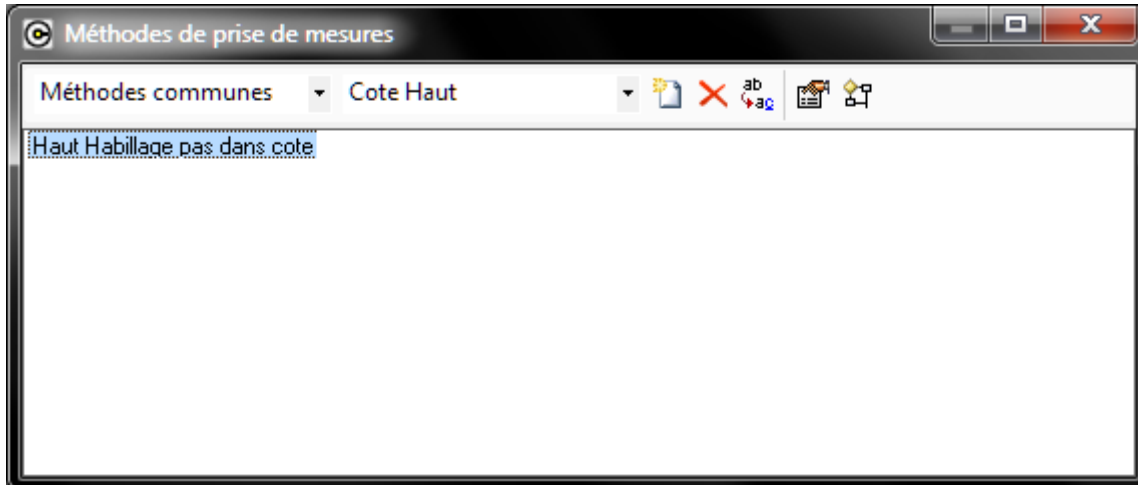 Méthodes de prise de mesures
Méthodes communes Cote Haut ab ac
Haut Habillage pas dans cote